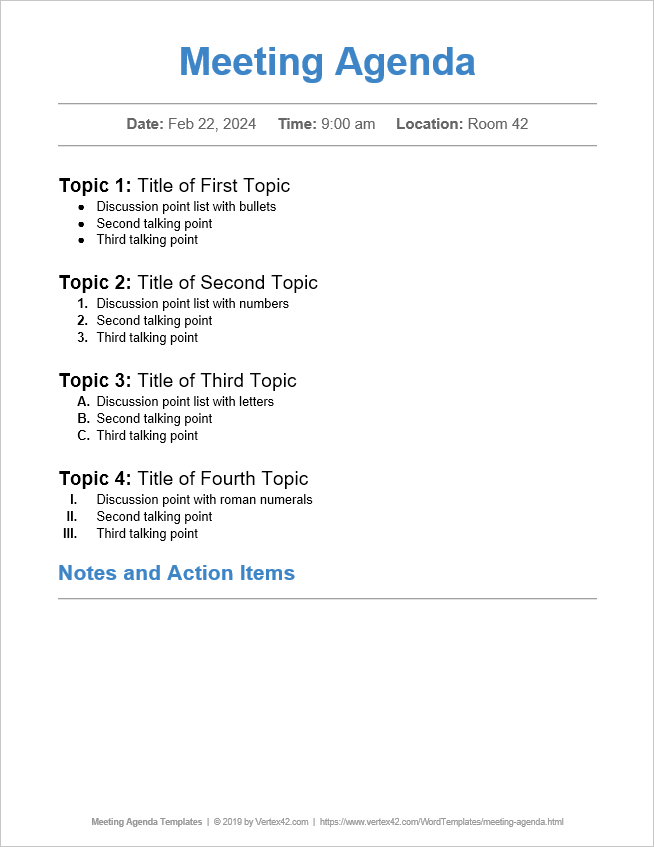 Meeting Agenda
Date: Feb 22, 2024 Time: 9:00 am Location: Room 42
Topic 1: Title of First Topic
● Discussion point list with bullets
● Second talking point
● Third talking point
Topic 2: Title of Second Topic
1. Discussion point list with numbers
2. Second talking point
3. Third talking point
Topic 3: Title of Third Topic
A. Discussion point list with letters
B. Second talking point
C. Third talking point
Topic 4: Title of Fourth Topic
I. Discussion point with roman numerals
II. Second talking point
III. Third talking point
Notes and Action Items
Meeting Agenda Templates | © 2019 by Vertex42.com | https://www.vertex42.com/WordTemplates/meeting-agenda.html